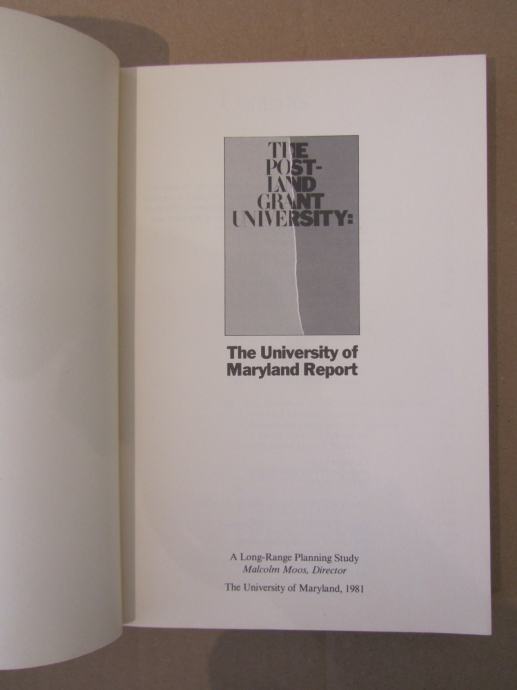 THE
POST-
LAND
GRANT
UNIVERSITY:
The University of
Maryland Report
A Long-Range Planning Study
Malcolm Moos, Director
The University of Maryland, 1981